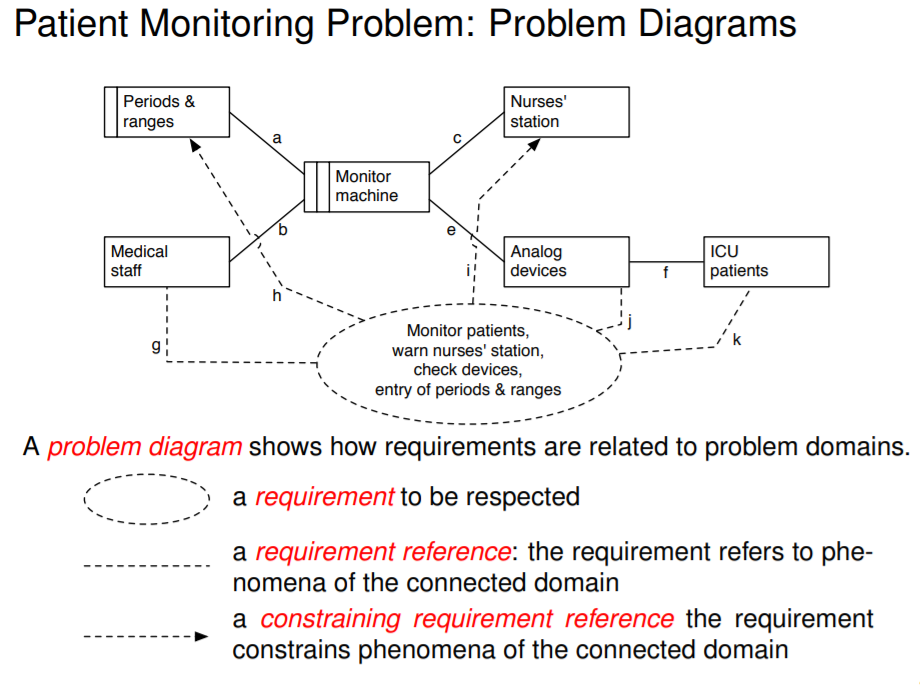 Patient Monitoring Problem: Problem Diagrams
Periods &
ranges
Nurses'
station
a
c
Monitor
machine
b
e
Medical
staff
Analog
devices
ICU
patients
f
i
h
j
g
k
Monitor patients,
warn nurses' station,
check devices,
entry of periods & ranges
A problem diagram shows how requirements are related to problem domains.
a requirement to be respected
a requirement reference: the requirement refers to phe-
nomena of the connected domain
a constraining requirement reference the requirement
constrains phenomena of the connected domain